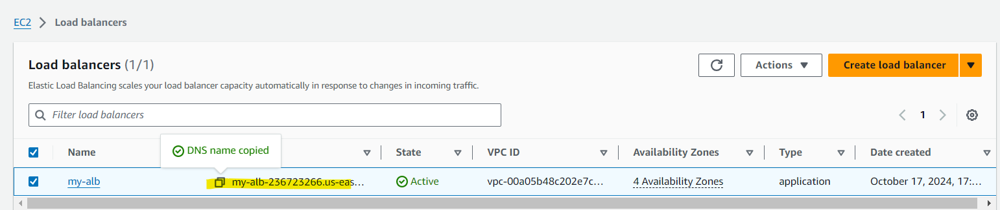 EC2 > Load balancers
Load balancers (1/1)
Actions
Create load balancer
Elastic Load Balancing scales your load balancer capacity automatically in response to changes in incoming traffic.
Filter load balancers
1
DNS name copied
Name State VPC ID Availability Zones Type Date created
my-alb my-alb-236723266.us-eas... Active vpc-00a05b48c202e7c... 4 Availability Zones application October 17, 2024, 17:...